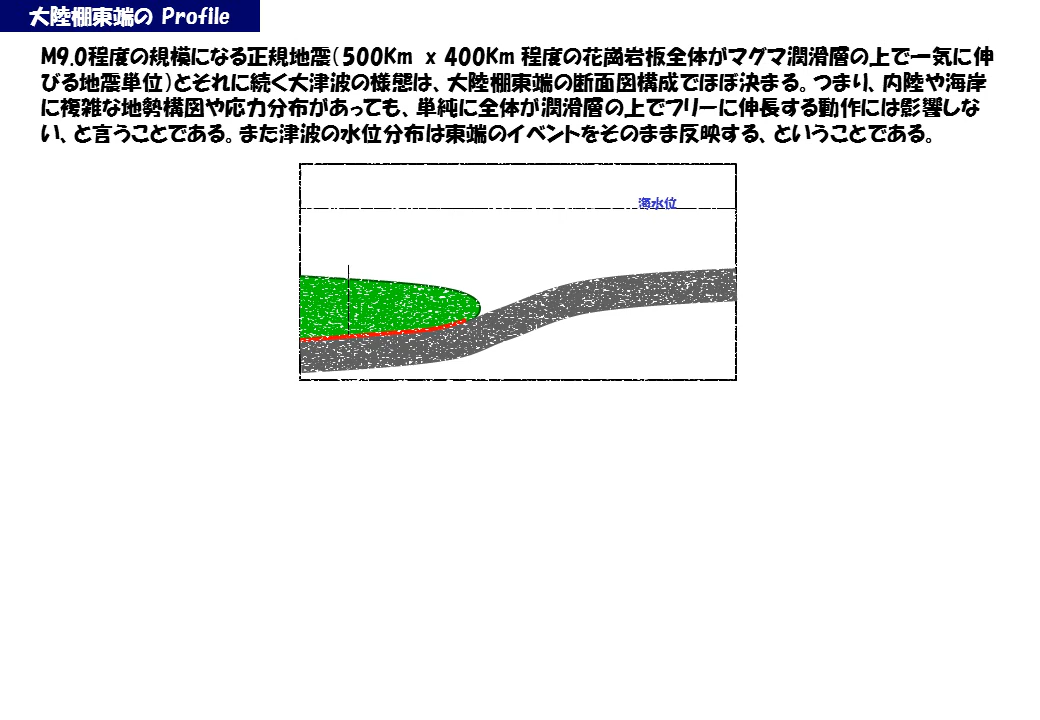 大陸棚東端の Profile
M9.0程度の規模になる正規地震(500Km x 400Km 程度の花崗岩板全体がマグマ潤滑層の上で一気に伸
びる地震単位)とそれに続く大津波の様態は、大陸棚東端の断面図構成でほぼ決まる。つまり、内陸や海岸
に複雑な地勢構図や応力分布があっても、単純に全体が潤滑層の上でフリーに伸長する動作には影響しな
い、と言うことである。また津波の水位分布は東端のイベントをそのまま反映する、ということである。
海水位